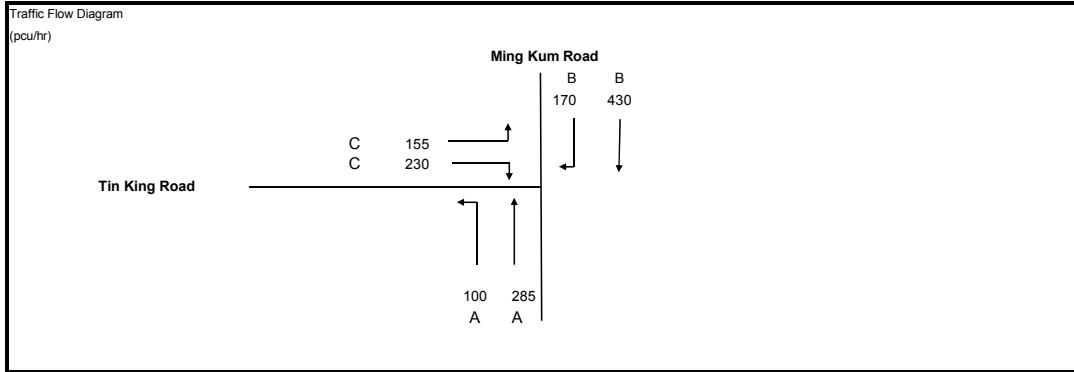 Traffic Flow Diagram
(pcu/hr)
Ming Kum Road
B B
170 430
C 155
C 230
Tin King Road
100 285
A A